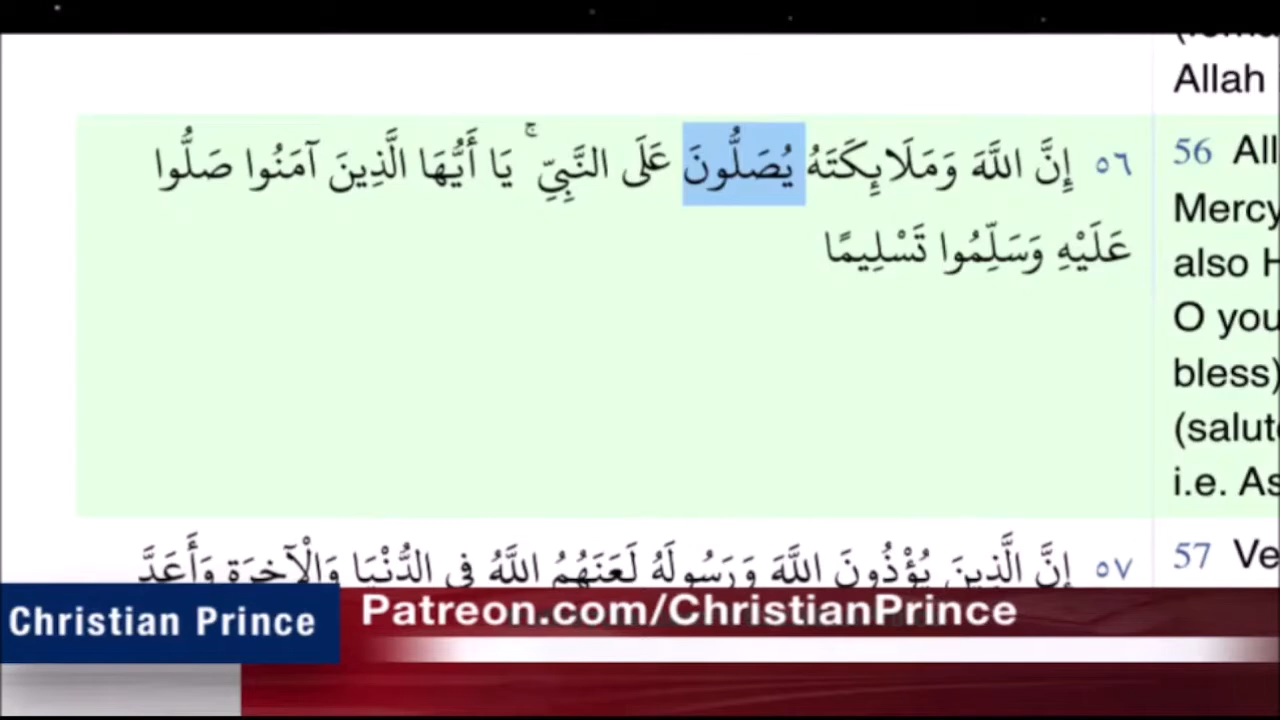 Allah
٥٦ إِنَّ اللَّهَ وَمَلَائِكَتَهُ يُصَلُّونَ عَلَى النَّبِيِّ ۚ يَا أَيُّهَا الَّذِينَ آمَنُوا صَلُّوا
عَلَيْهِ وَسَلِّمُوا تَسْلِيمًا
56 All
Mercy
also H
O you
bless)
(salut
i.e. As
٥٧ إِنَّ الَّذِينَ يُؤْذُونَ اللَّهَ وَرَسُولَهُ لَعَنَهُمُ اللَّهُ فِي الدُّنْيَا وَالْآخِرَةِ وَأَعَدَّ
57 Ve
Christian Prince
Patreon.com/ChristianPrince